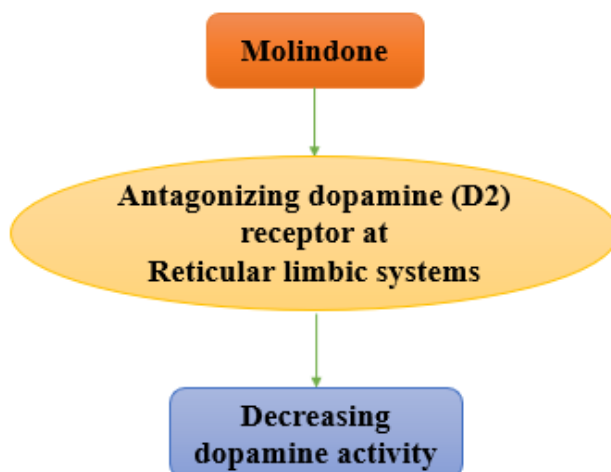 Molindone
Antagonizing dopamine (D2)
receptor at
Reticular limbic systems
Decreasing
dopamine activity